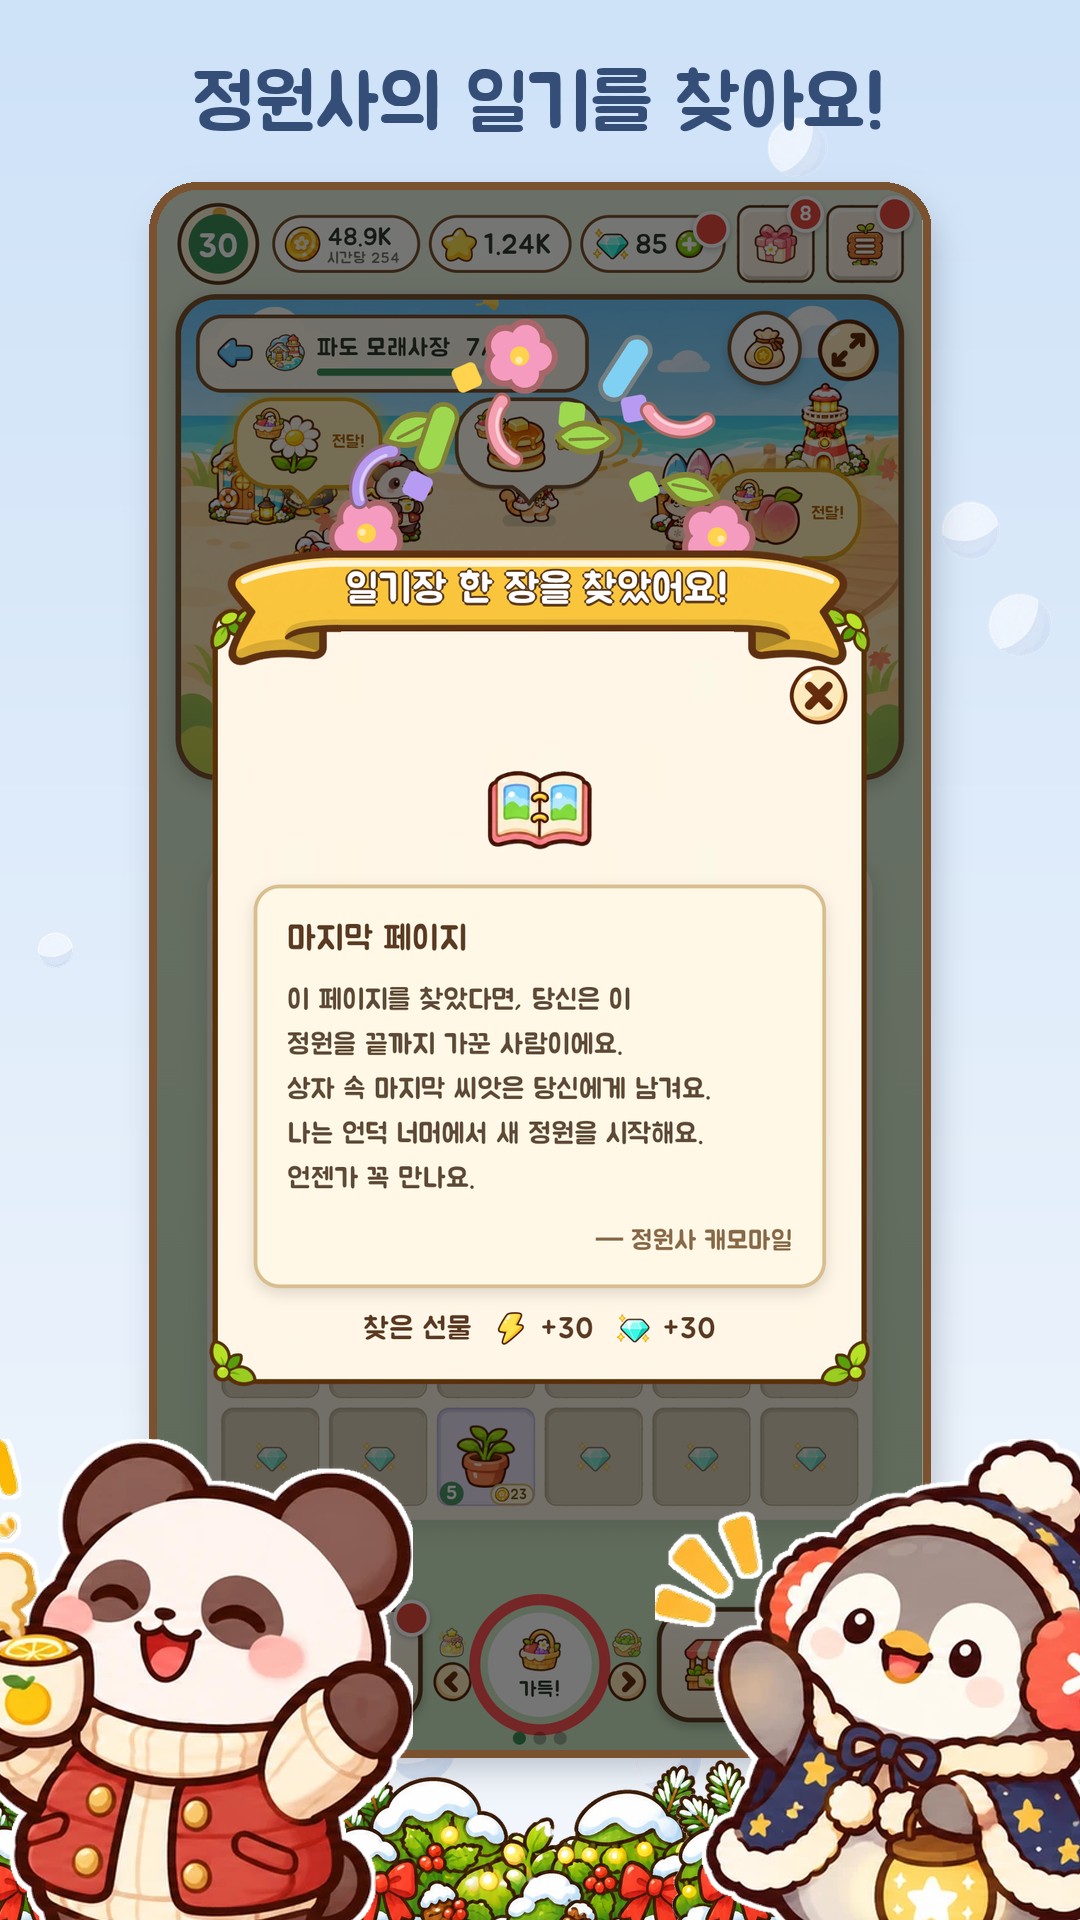 정원사의 일기를 찾아요!
30
48.9K
시간당 254
1.24K
85
8
파도 모래사장
전달!
전달!
일기장 한 장을 찾았어요!
마지막 페이지
이 페이지를 찾았다면, 당신은 이
정원을 끝까지 가꾼 사람이에요.
상자 속 마지막 씨앗은 당신에게 남겨요.
나는 언덕 너머에서 새 정원을 시작해요.
언젠가 꼭 만나요.
— 정원사 캐모마일
찾은 선물 +30 +30
5
23
가득!